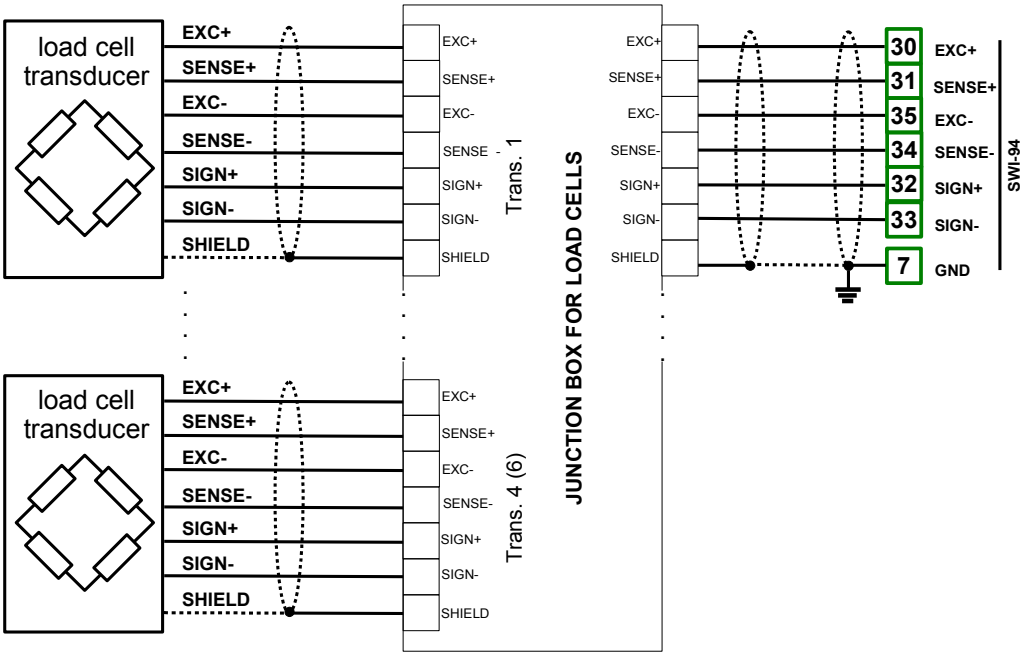 load cell
transducer
EXC+
SENSE+
EXC-
SENSE-
SIGN+
SIGN-
SHIELD
EXC+
SENSE+
EXC-
SENSE -
SIGN+
SIGN-
SHIELD
Trans. 1
JUNCTION BOX FOR LOAD CELLS
EXC+
SENSE+
EXC-
SENSE-
SIGN+
SIGN-
SHIELD
30 EXC+
31 SENSE+
35 EXC-
34 SENSE-
32 SIGN+
33 SIGN-
7 GND
SWI-94
load cell
transducer
EXC+
SENSE+
EXC-
SENSE-
SIGN+
SIGN-
SHIELD
EXC+
SENSE+
EXC-
SENSE-
SIGN+
SIGN-
SHIELD
Trans. 4 (6)